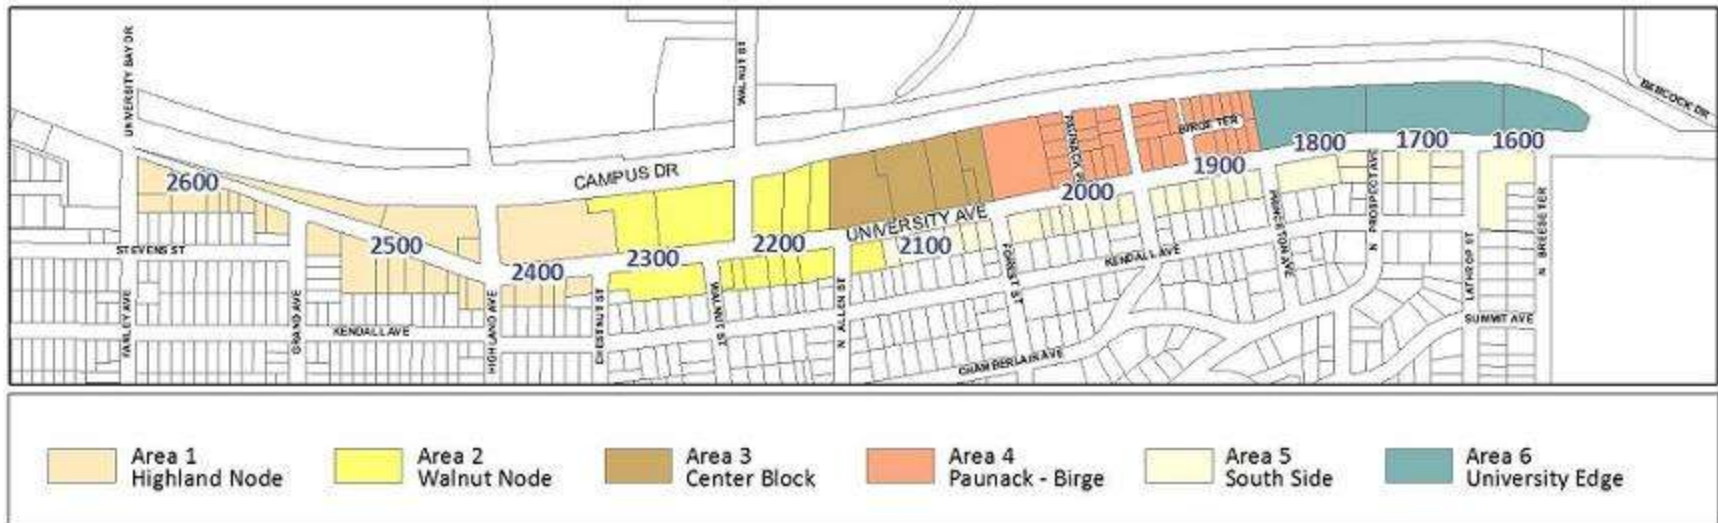 UNIVERSITY BAY DR
WALNUT ST
BABCOCK DR
2600
CAMPUS DR
PAUNACK PL
BIRGE TER
1800
1700
1600
1900
2000
UNIVERSITY AVE
2100
2200
2300
2400
2500
STEVENS ST
KENDALL AVE
FARLEY AVE
GRAND AVE
KENDALL AVE
HIGHLAND AVE
CHESTNUT ST
WALNUT ST
N ALLEN ST
FOREST ST
CHAMBERLAIN AVE
PRINCETON AVE
N PROSPECT AVE
LATHROP ST
SUMMIT AVE
N BREESE TER
Area 1
Highland Node
Area 2
Walnut Node
Area 3
Center Block
Area 4
Paunack - Birge
Area 5
South Side
Area 6
University Edge